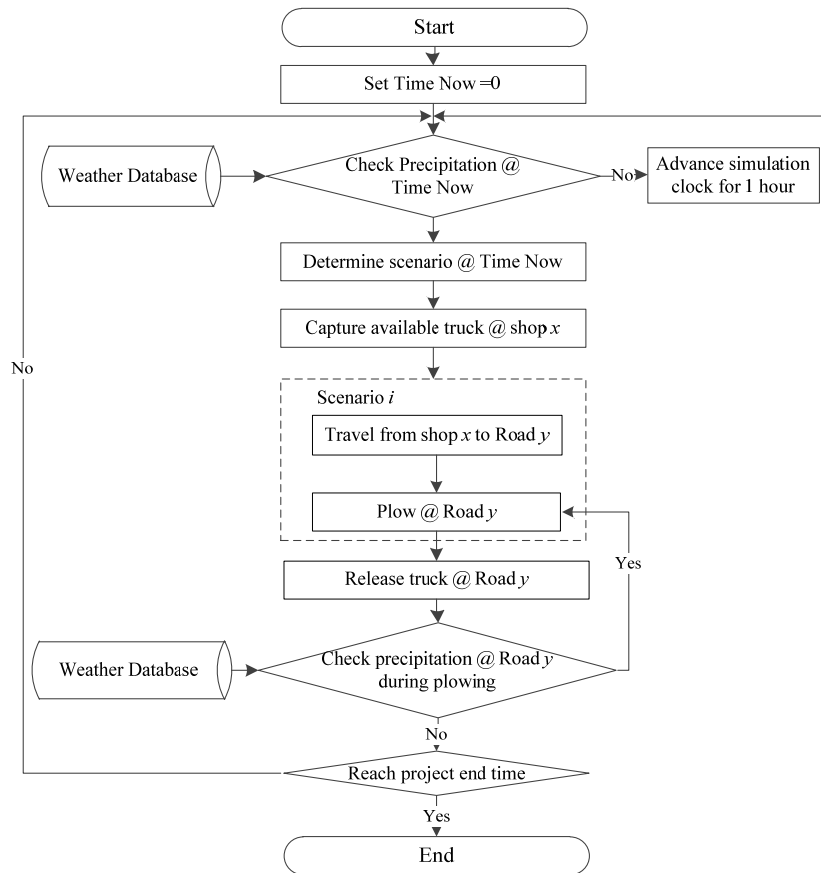 Start
Set Time Now =0
Check Precipitation @
Time Now
Weather Database
No
Advance simulation
clock for 1 hour
Determine scenario @ Time Now
Capture available truck @ shop x
No
Scenario i
Travel from shop x to Road y
Plow @ Road y
Yes
Release truck @ Road y
Weather Database
Check precipitation @ Road y
during plowing
No
Reach project end time
Yes
End